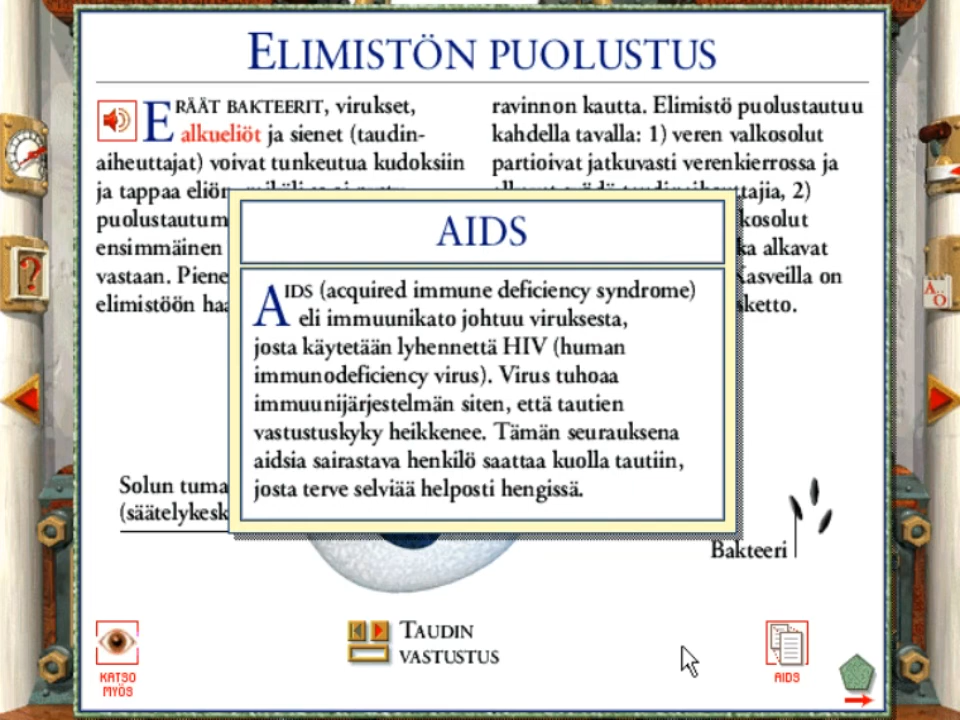 ELIMISTÖN PUOLUSTUS
ERÄÄT BAKTEERIT, virukset,
alkueliöt ja sienet (taudin-
aiheuttajat) voivat tunkeutua kudoksiin
ja tappaa
puolustautum
ensimmäinen
vastaan. Piene
elimistöön haa
ravinnon kautta. Elimistö puolustautuu
kahdella tavalla: 1) veren valkosolut
partioivat jatkuvasti verenkierrossa ja
tajia, 2)
kosolut
ka alkavat
Kasveilla on
sketto.
AIDS
AIDS (acquired immune deficiency syndrome)
eli immuunikato johtuu viruksesta,
josta käytetään lyhennettä HIV (human
immunodeficiency virus). Virus tuhoaa
immuunijärjestelmän siten, että tautien
vastustuskyky heikkenee. Tämän seurauksena
aidsia sairastava henkilö saattaa kuolla tautiin,
josta terve selviää helposti hengissä.
Solun tuma
(säätelykesk
Bakteeri
KATSO
MYÖS
TAUDIN
VASTUSTUS
AIDS
?
A..
Ö